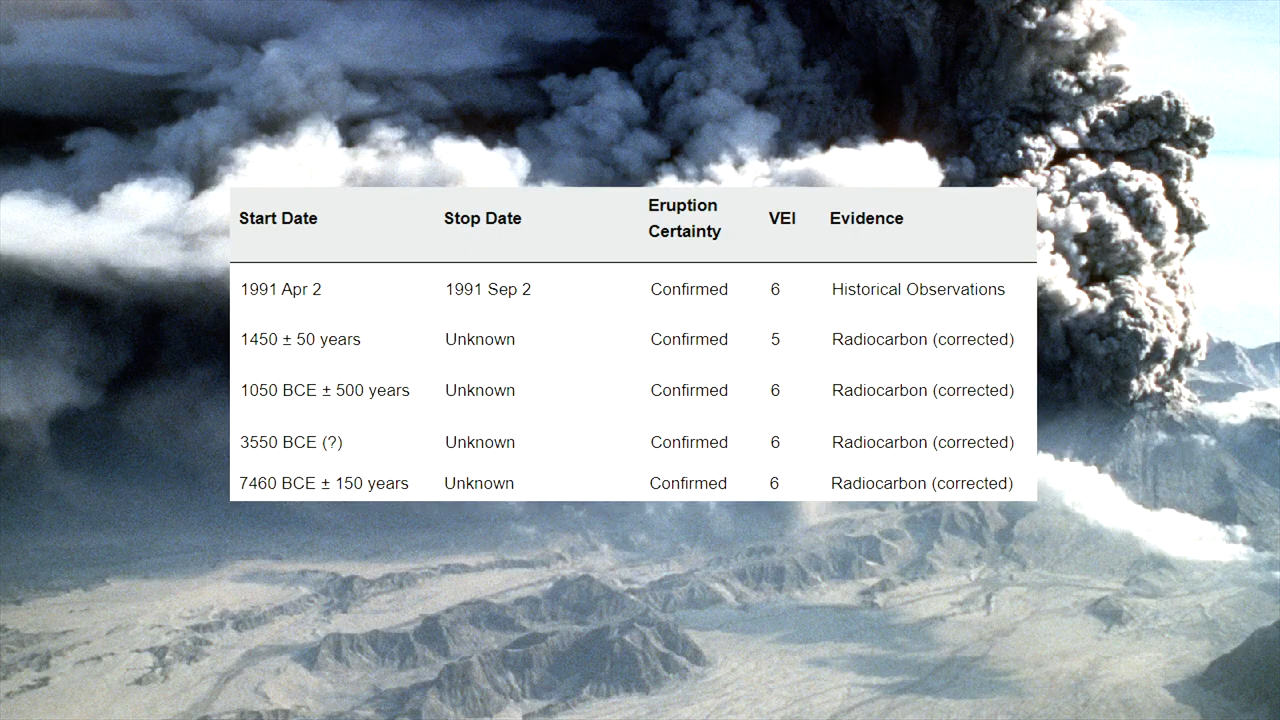 Start Date Stop Date Eruption Certainty VEI Evidence
1991 Apr 2 1991 Sep 2 Confirmed 6 Historical Observations
1450 ± 50 years Unknown Confirmed 5 Radiocarbon (corrected)
1050 BCE ± 500 years Unknown Confirmed 6 Radiocarbon (corrected)
3550 BCE (?) Unknown Confirmed 6 Radiocarbon (corrected)
7460 BCE ± 150 years Unknown Confirmed 6 Radiocarbon (corrected)